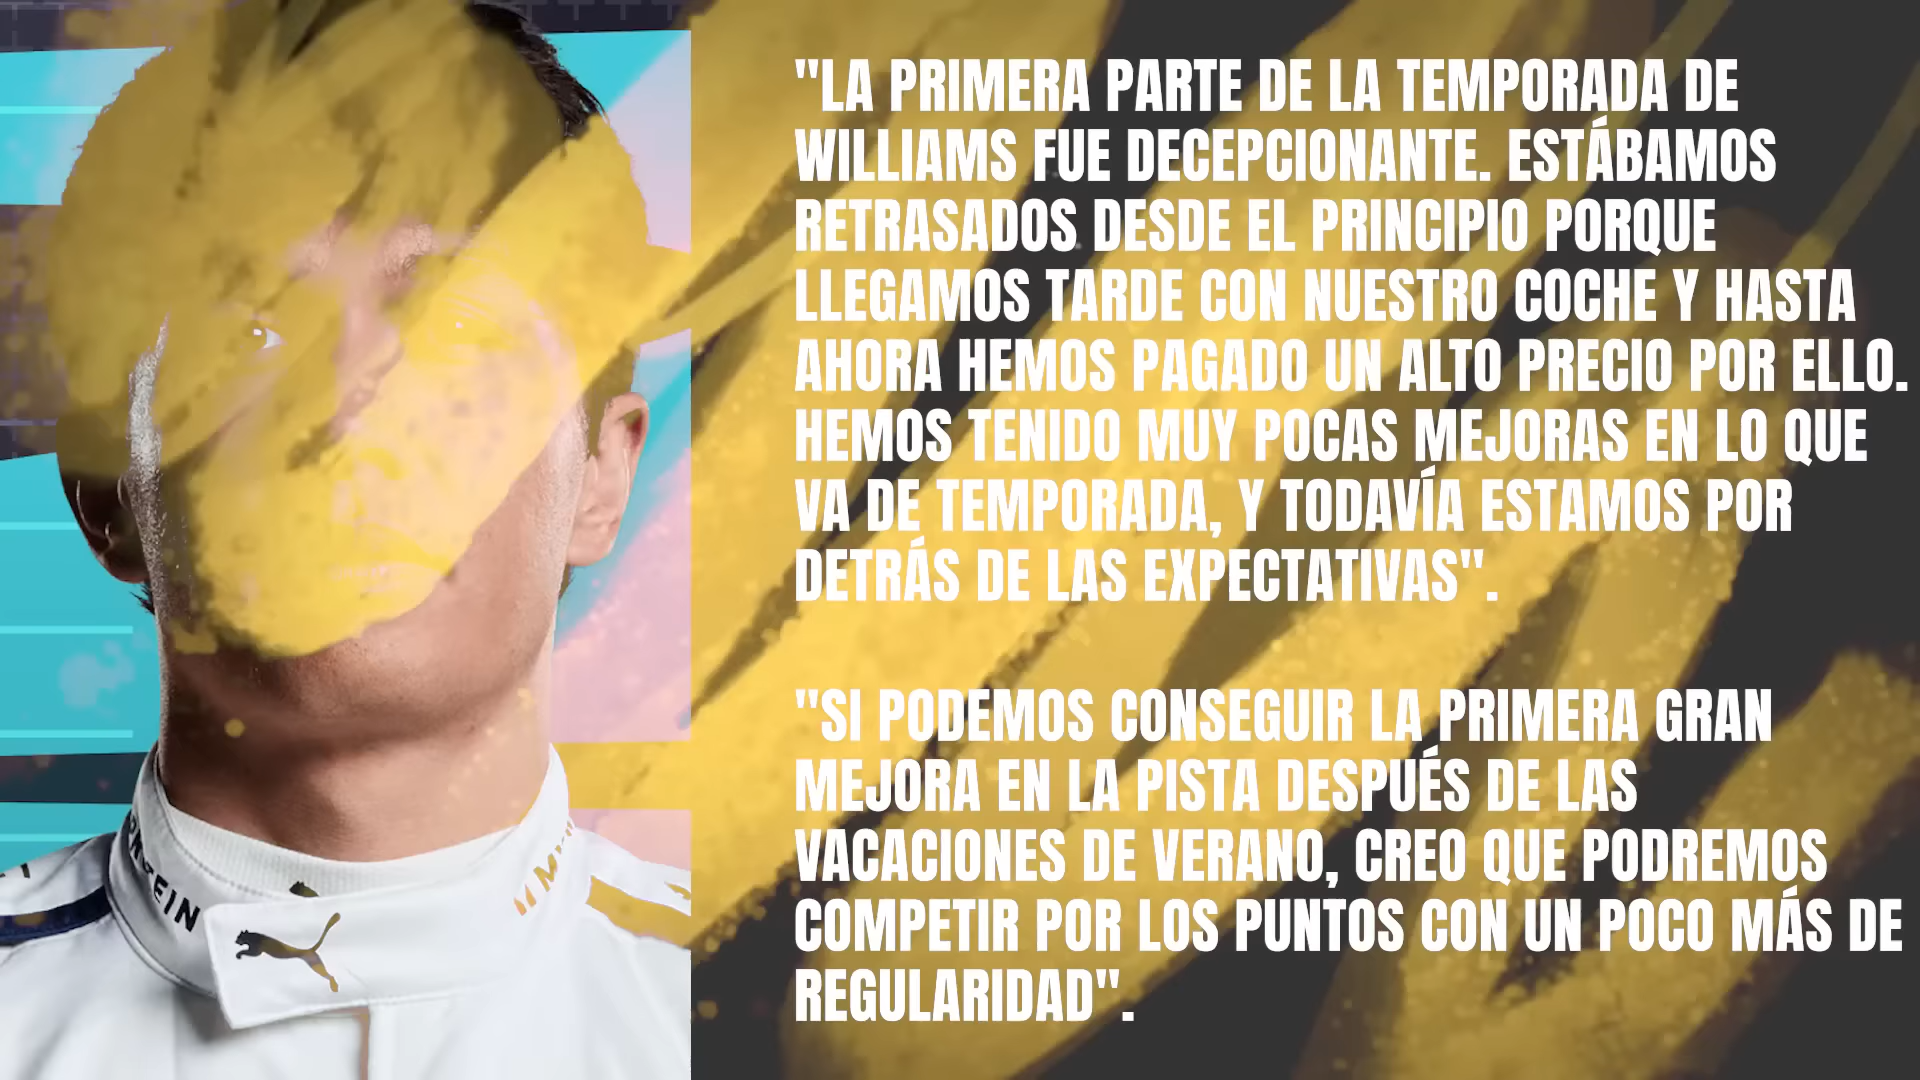 "LA PRIMERA PARTE DE LA TEMPORADA DE
WILLIAMS FUE DECEPCIONANTE. ESTÁBAMOS
RETRASADOS DESDE EL PRINCIPIO PORQUE
LLEGAMOS TARDE CON NUESTRO COCHE Y HASTA
AHORA HEMOS PAGADO UN ALTO PRECIO POR ELLO.
HEMOS TENIDO MUY POCAS MEJORAS EN LO QUE
VA DE TEMPORADA, Y TODAVÍA ESTAMOS POR
DETRÁS DE LAS EXPECTATIVAS".
"SI PODEMOS CONSEGUIR LA PRIMERA GRAN
MEJORA EN LA PISTA DESPUÉS DE LAS
VACACIONES DE VERANO, CREO QUE PODREMOS
COMPETIR POR LOS PUNTOS CON UN POCO MÁS DE
REGULARIDAD".